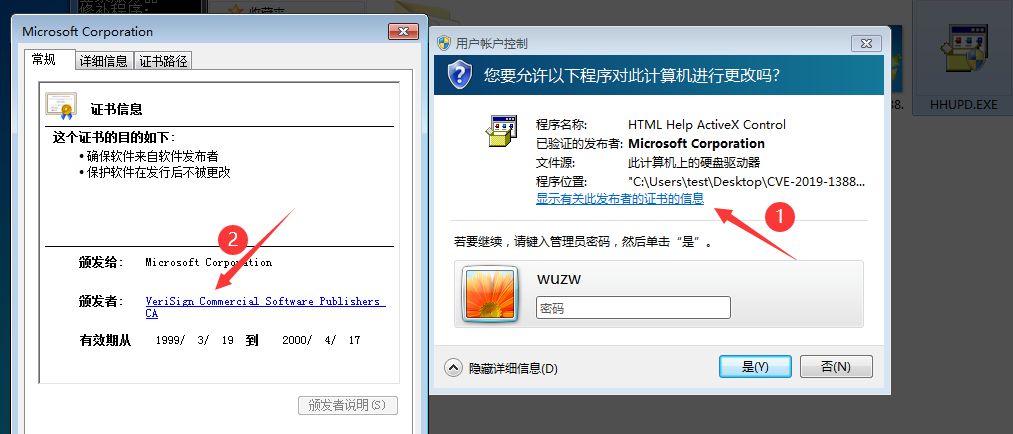 修补程序:
收藏夹
Microsoft Corporation
常规
详细信息
证书路径
证书信息
这个证书的目的如下:
• 确保软件来自软件发布者
• 保护软件在发行后不被更改
2
颁发给:
Microsoft Corporation
颁发者:
VeriSign Commercial Software Publishers
CA
有效期从
1999/ 3/ 19 到 2000/ 4/ 17
颁发者说明(S)
用户帐户控制
您要允许以下程序对此计算机进行更改吗?
程序名称:
HTML Help ActiveX Control
已验证的发布者:
Microsoft Corporation
文件源:
此计算机上的硬盘驱动器
程序位置:
"C:\Users\test\Desktop\CVE-2019-1388...
显示有关此发布者的证书的信息
1
若要继续，请键入管理员密码，然后单击“是”。
wuzw
密码
隐藏详细信息(D)
是(Y)
否(N)
38.
HHUPD.EXE